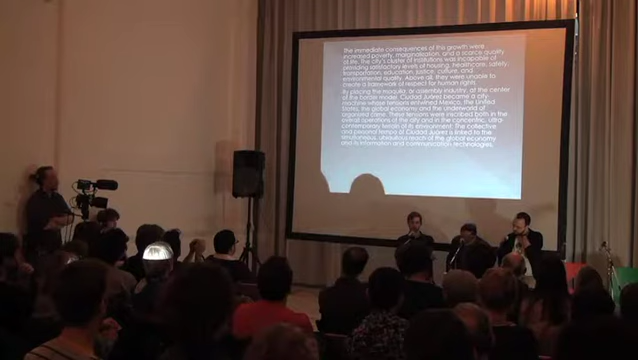 The immediate consequences of this growth were
increased poverty, marginalization, and a scarce quality
of life. The city's cluster of institutions was incapable of
providing satisfactory levels of housing, healthcare, safety,
transportation, education, justice, culture, and
environmental quality. Above all, they were unable to
create a framework of respect for human rights.
By placing the maquila, or assembly industry, at the center
of the border model, Ciudad Juárez became a city-
machine whose tensions entwined Mexico, the United
States, the global economy and the underworld of
organized crime. These tensions were inscribed both in the
overall operations of the city and in the concentric, ultra
contemporary terrain of its environment. The collective
and personal tempo of Ciudad Juárez is linked to the
simultaneous, ubiquitous reach of the global economy
and its information and communication technologies.